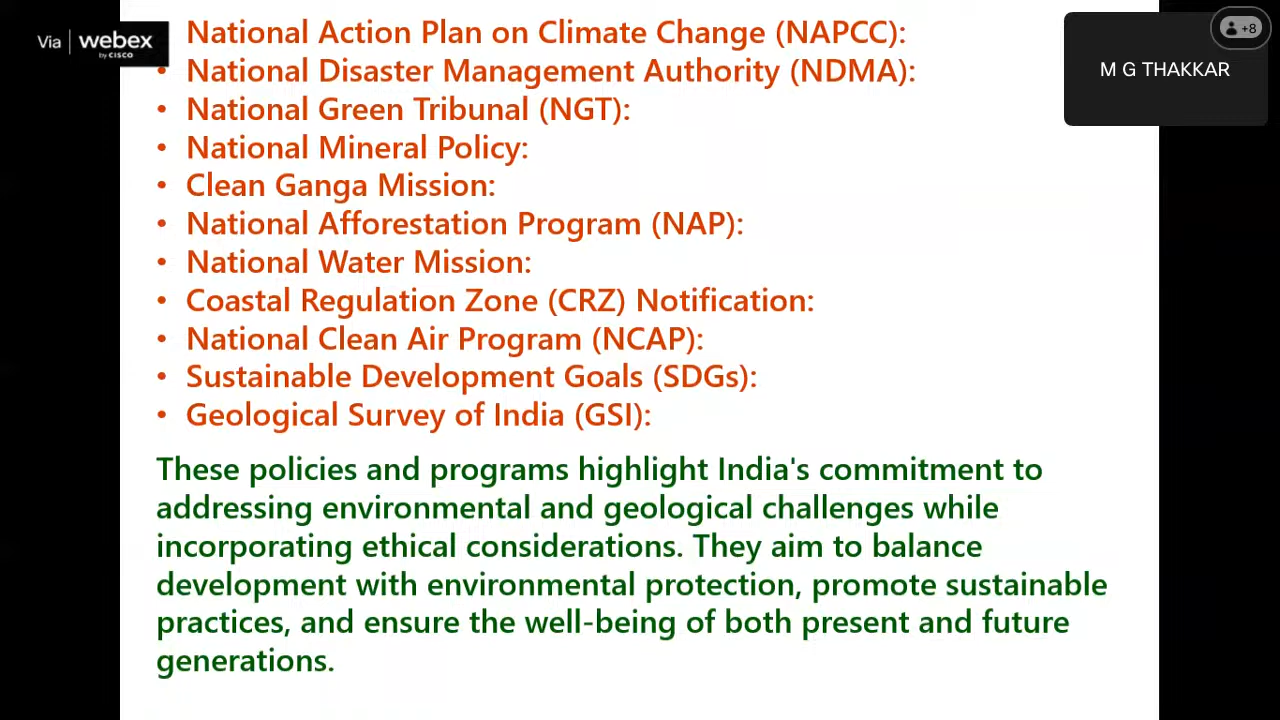 Via webex
by CISCO
National Action Plan on Climate Change (NAPCC):
+8
M G THAKKAR
• National Disaster Management Authority (NDMA):
• National Green Tribunal (NGT):
• National Mineral Policy:
• Clean Ganga Mission:
• National Afforestation Program (NAP):
• National Water Mission:
• Coastal Regulation Zone (CRZ) Notification:
• National Clean Air Program (NCAP):
• Sustainable Development Goals (SDGs):
• Geological Survey of India (GSI):
These policies and programs highlight India's commitment to
addressing environmental and geological challenges while
incorporating ethical considerations. They aim to balance
development with environmental protection, promote sustainable
practices, and ensure the well-being of both present and future
generations.